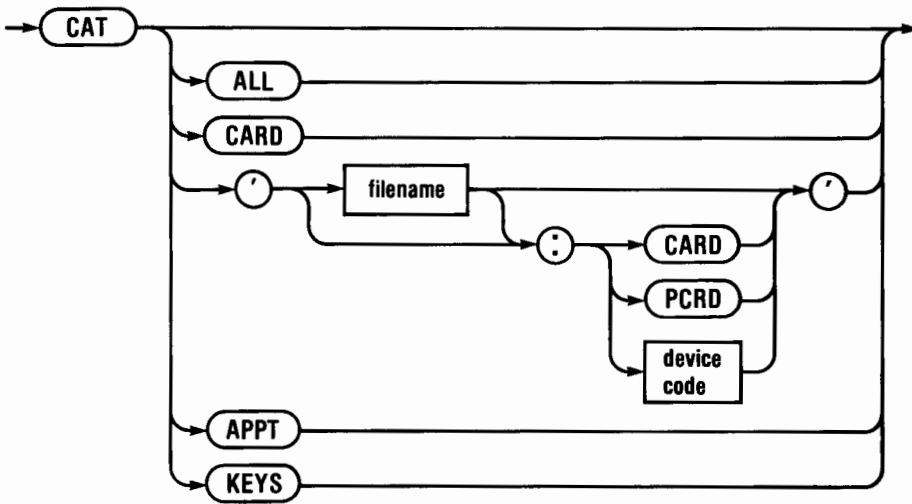 CAT
ALL
CARD
' filename '
: CARD
PCRD
device
code
APPT
KEYS